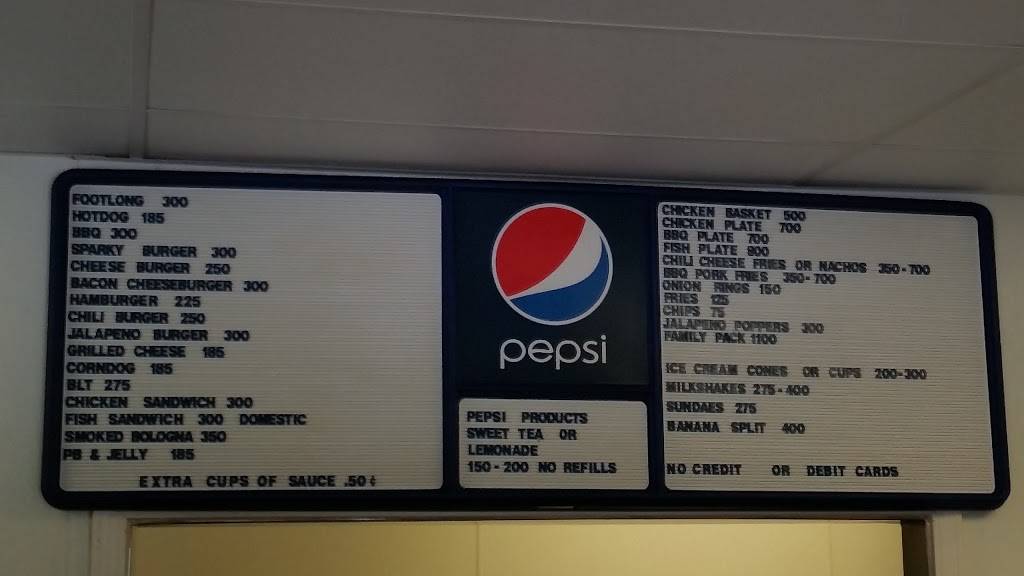 FOOTLONG 300
HOTDOG 185
BBQ 300
SPARKY BURGER 300
CHEESE BURGER 250
BACON CHEESEBURGER 300
HAMBURGER 225
CHILI BURGER 250
JALAPENO BURGER 300
GRILLED CHEESE 185
CORNDOG 185
BLT 275
CHICKEN SANDWICH 300
FISH SANDWICH 300 DOMESTIC
SMOKED BOLOGNA 350
PB & JELLY 185
EXTRA CUPS OF SAUCE .50¢
pepsi
PEPSI PRODUCTS
SWEET TEA OR
LEMONADE
150-200 NO REFILLS
CHICKEN BASKET 500
CHICKEN PLATE 700
BBQ PLATE 700
FISH PLATE 800
CHILI CHEESE FRIES OR NACHOS 350-700
BBQ PORK FRIES 350-700
ONION RINGS 150
FRIES 125
CHIPS 75
JALAPENO POPPERS 300
FAMILY PACK 1100
ICE CREAM CONES OR CUPS 200-300
MILKSHAKES 275-400
SUNDAES 275
BANANA SPLIT 400
NO CREDIT OR DEBIT CARDS